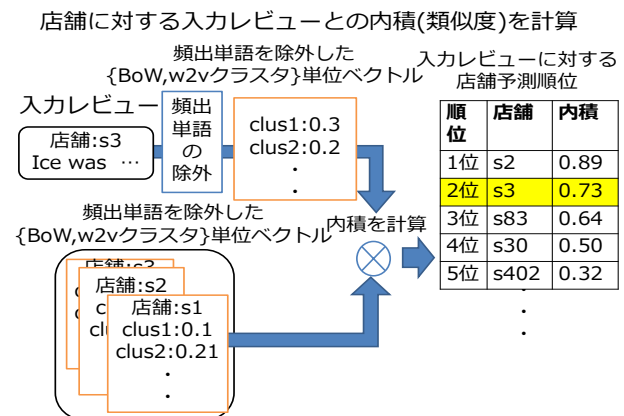 店舗に対する入力レビューとの内積(類似度)を計算
頻出単語を除外した
{BoW,w2vクラスタ}単位ベクトル
入力レビューに対する
店舗予測順位
入力レビュー
店舗:s3
Ice was …
頻出
単語
の
除外
clus1:0.3
clus2:0.2
・
・
順位 店舗 内積
1位 s2 0.89
2位 s3 0.73
3位 s83 0.64
4位 s30 0.50
5位 s402 0.32
・
・
頻出単語を除外した
{BoW,w2vクラスタ}単位ベクトル
内積を計算
店舗:s3
店舗:s2
店舗:s1
clus1:0.1
clus2:0.21
・
・